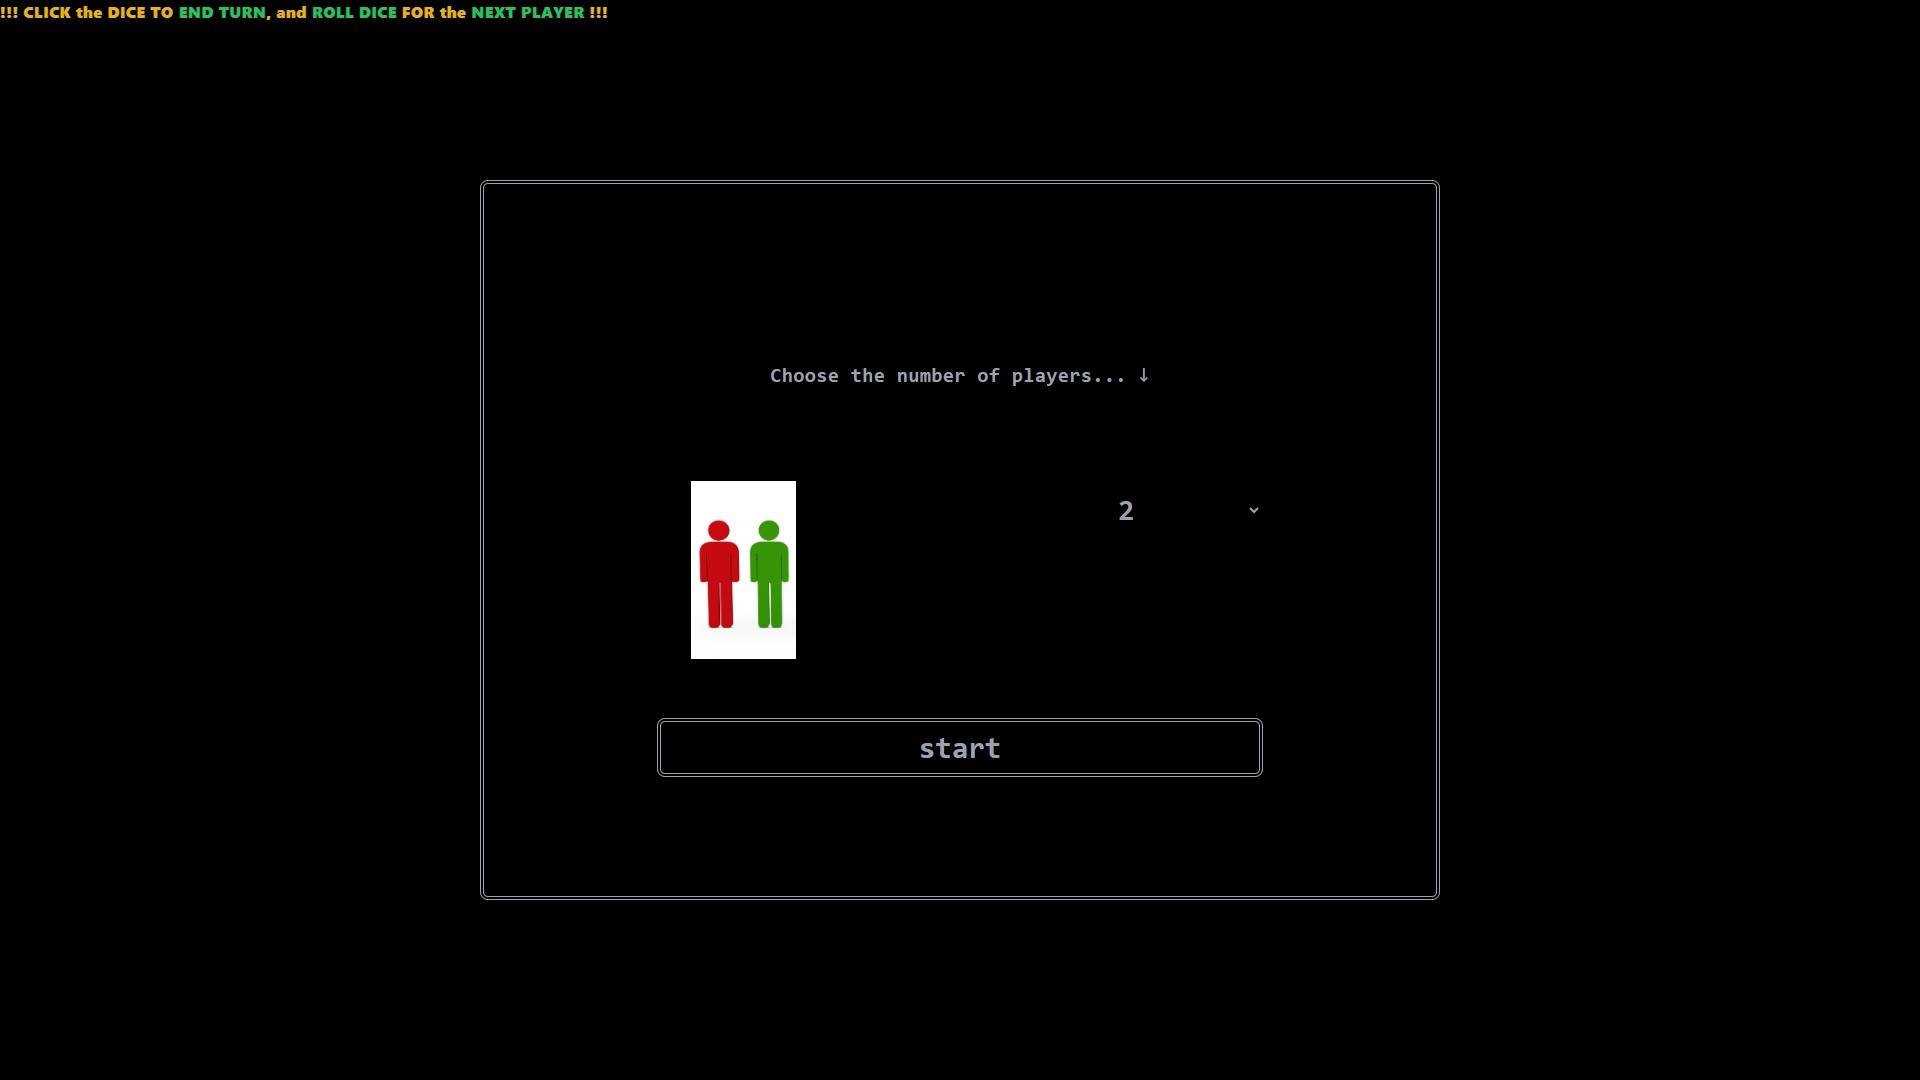 !!! CLICK the DICE TO END TURN, and ROLL DICE FOR the NEXT PLAYER !!!
Choose the number of players... ↓
2
start